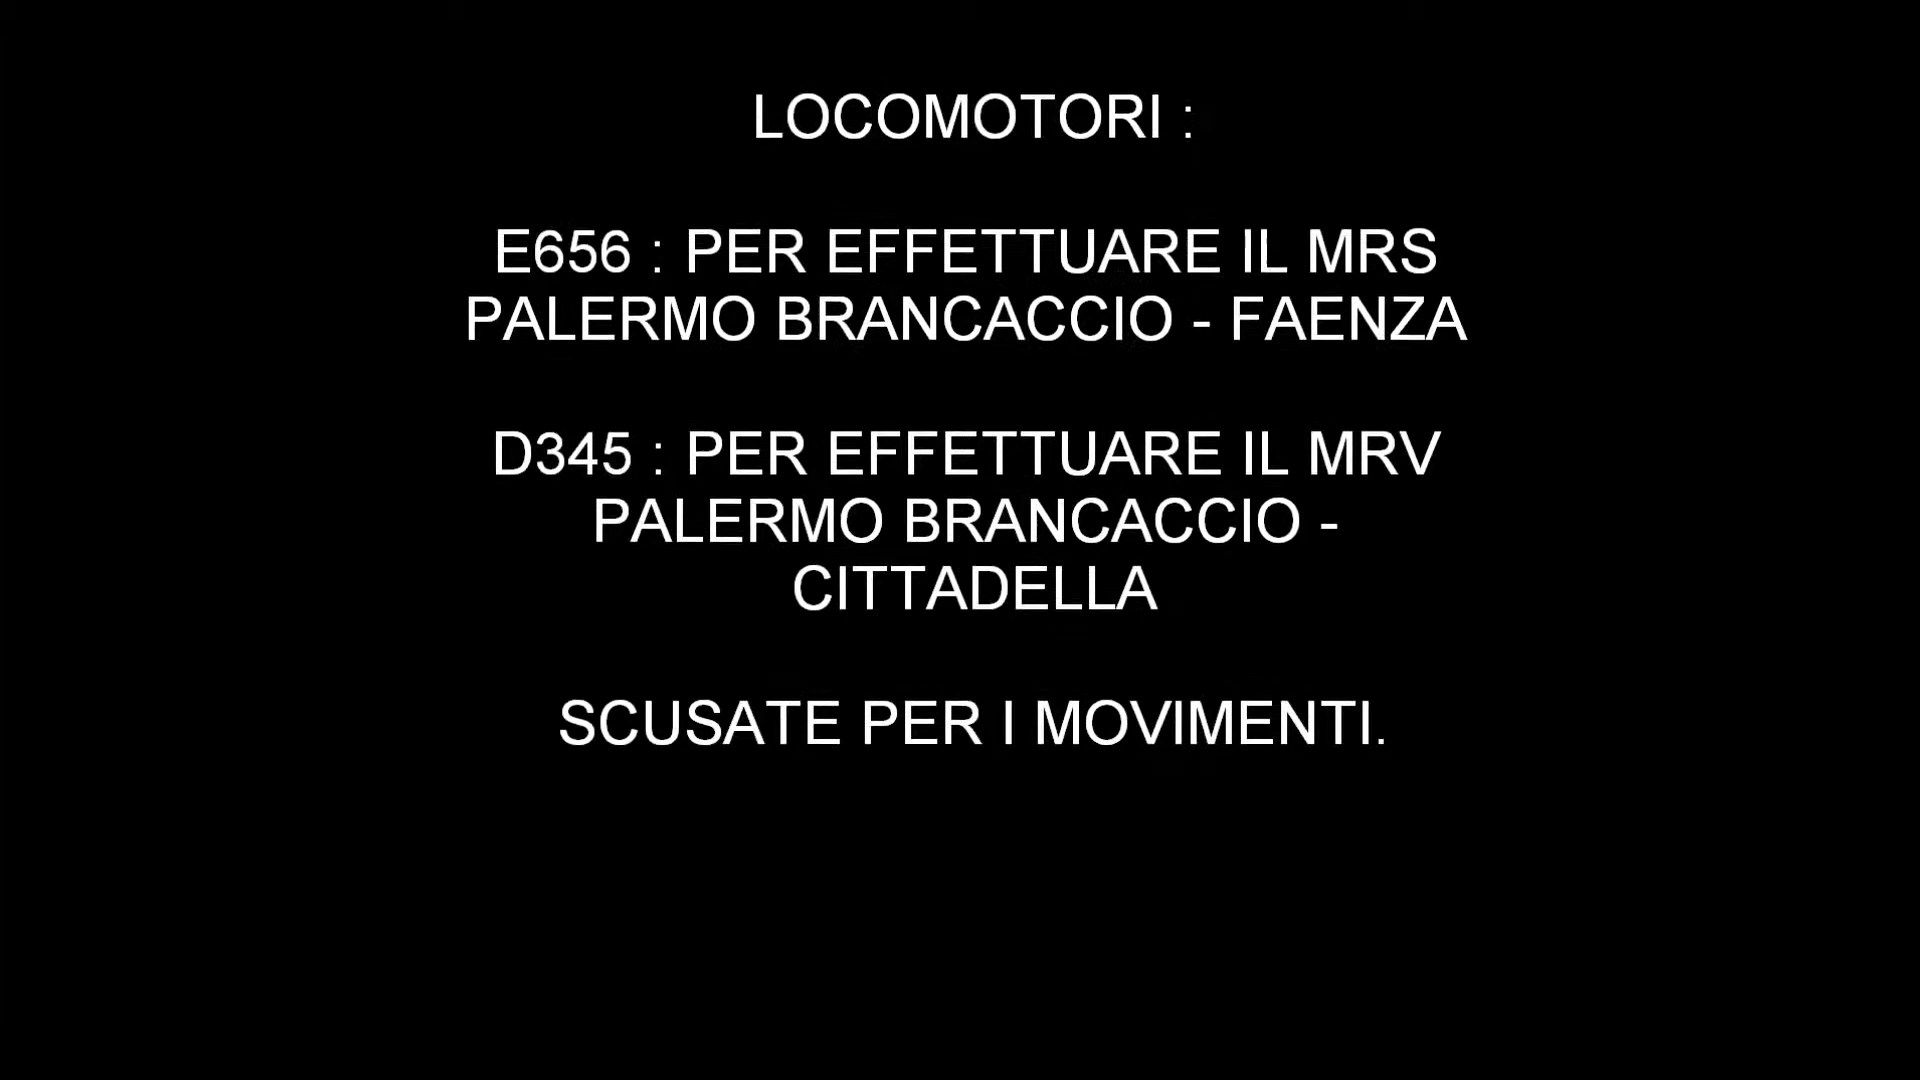 LOCOMOTORI :
E656 : PER EFFETTUARE IL MRS
PALERMO BRANCACCIO - FAENZA
D345 : PER EFFETTUARE IL MRV
PALERMO BRANCACCIO -
CITTADELLA
SCUSATE PER I MOVIMENTI.